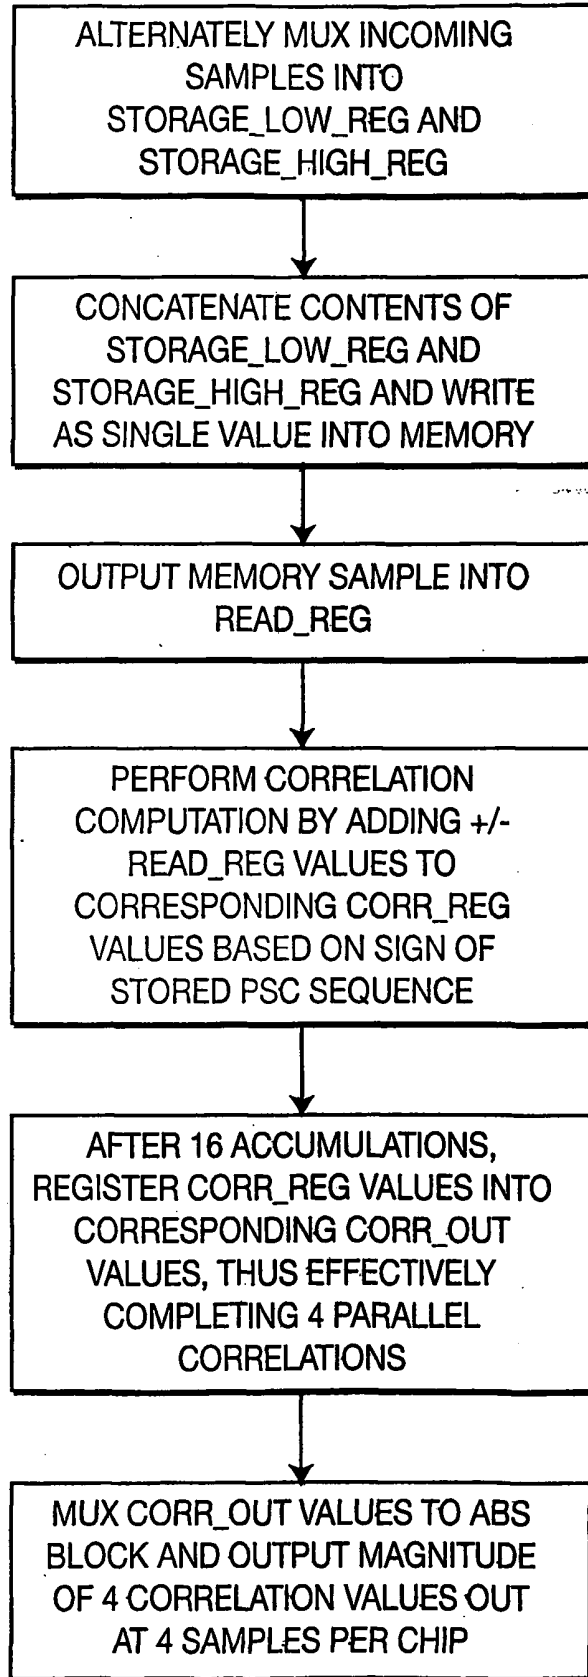 ALTERNATELY MUX INCOMING
SAMPLES INTO
STORAGE_LOW_REG AND
STORAGE_HIGH_REG
CONCATENATE CONTENTS OF
STORAGE_LOW_REG AND
STORAGE_HIGH_REG AND WRITE
AS SINGLE VALUE INTO MEMORY
OUTPUT MEMORY SAMPLE INTO
READ_REG
PERFORM CORRELATION
COMPUTATION BY ADDING +/-
READ_REG VALUES TO
CORRESPONDING CORR_REG
VALUES BASED ON SIGN OF
STORED PSC SEQUENCE
AFTER 16 ACCUMULATIONS,
REGISTER CORR_REG VALUES INTO
CORRESPONDING CORR_OUT
VALUES, THUS EFFECTIVELY
COMPLETING 4 PARALLEL
CORRELATIONS
MUX CORR_OUT VALUES TO ABS
BLOCK AND OUTPUT MAGNITUDE
OF 4 CORRELATION VALUES OUT
AT 4 SAMPLES PER CHIP